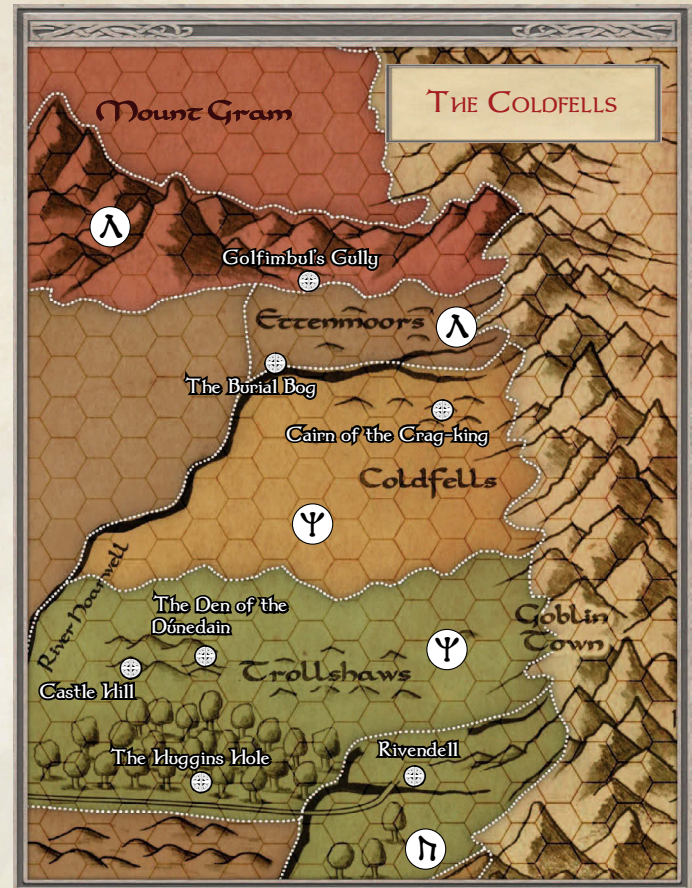 The Coldfells
Mount Gram
Golfimbul's Gully
Ettenmoors
The Burial Bog
Cairn of the Crag-king
Coldfells
River Hoarwell
The Den of the
Dúnedain
Goblin
Town
Trollshaws
Castle Hill
Rivendell
The Huggins Hole